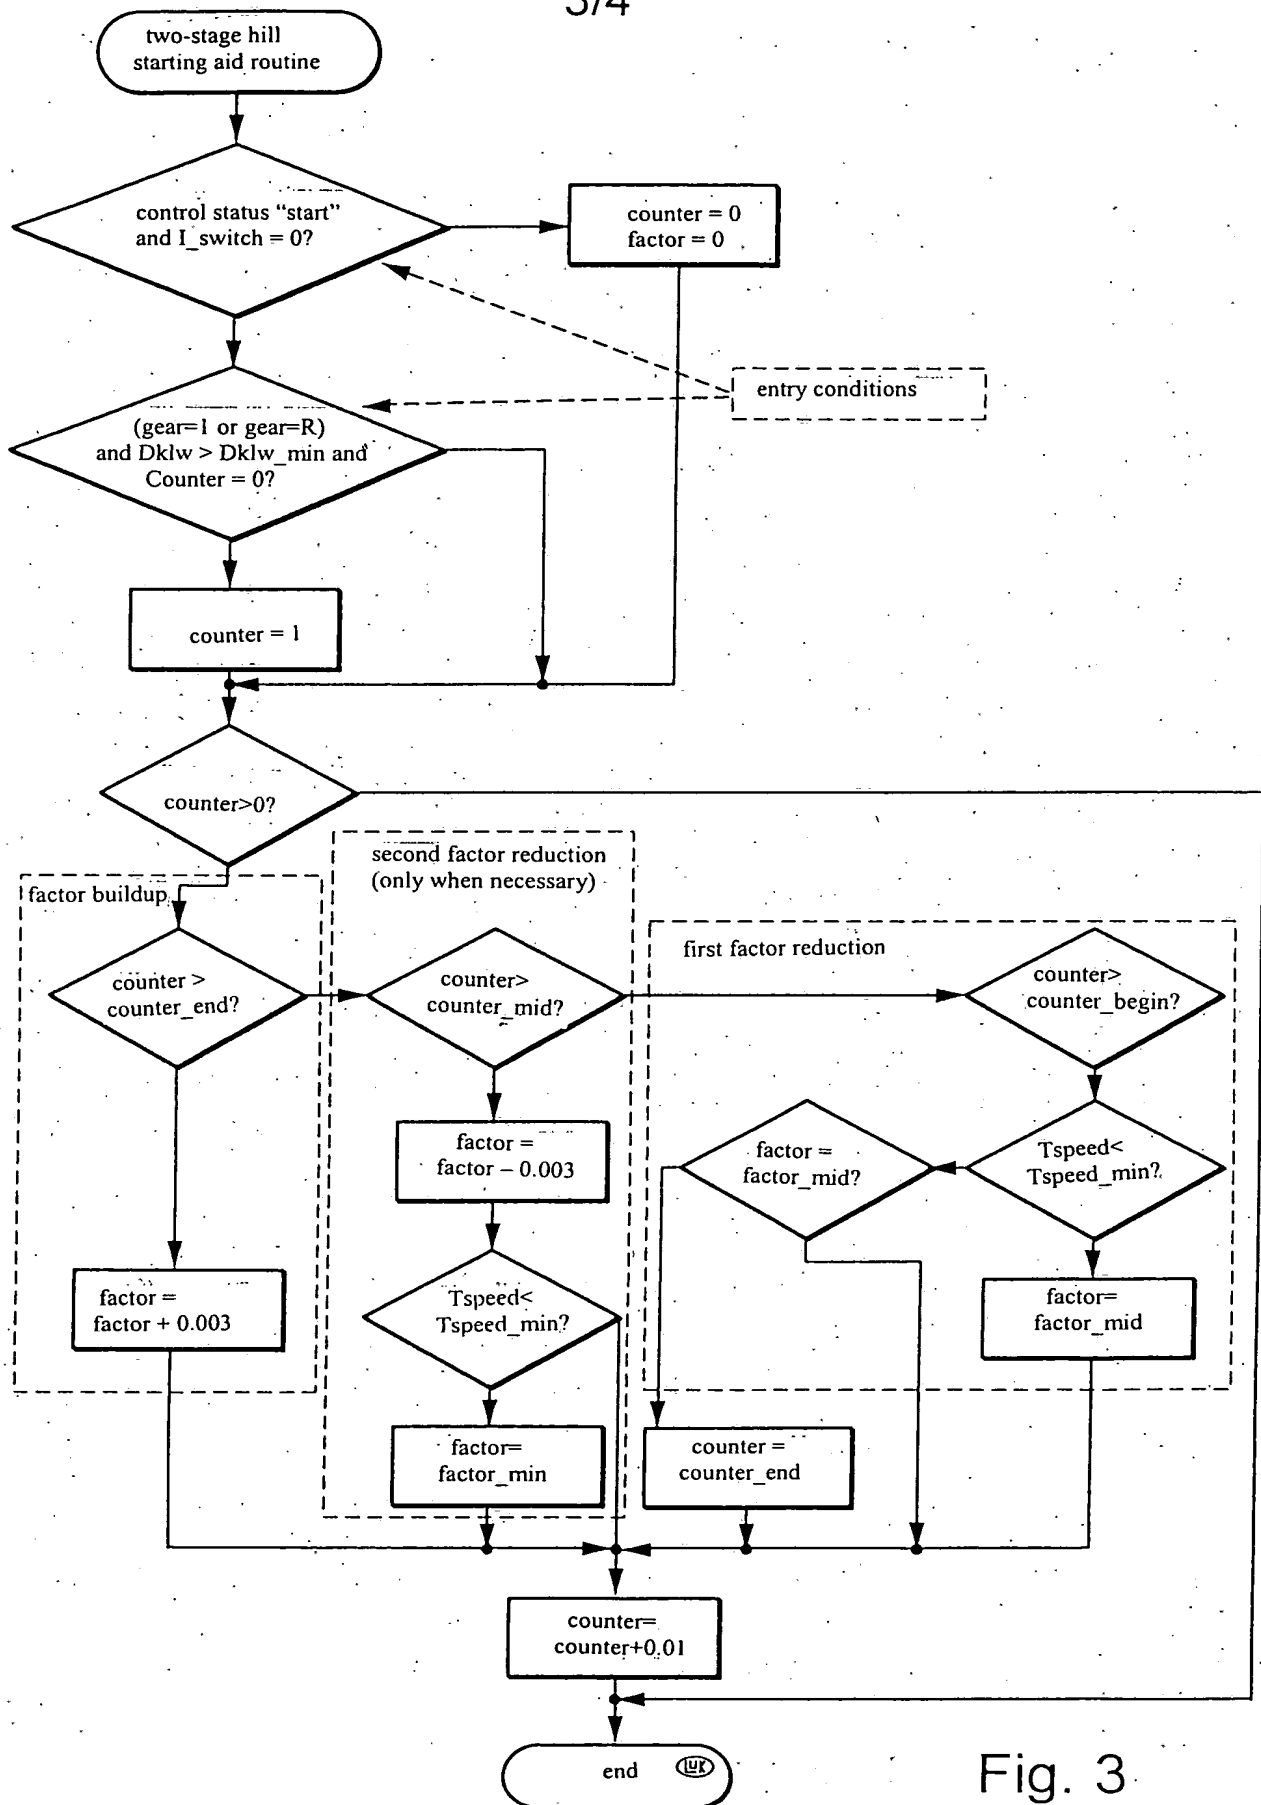 3/4
two-stage hill
starting aid routine
control status “start”
and I_switch = 0?
counter = 0
factor = 0
entry conditions
(gear=1 or gear=R)
and Dklw > Dklw_min and
Counter = 0?
counter = 1
counter>0?
second factor reduction
(only when necessary)
factor buildup
first factor reduction
counter >
counter_end?
counter>
counter_mid?
counter>
counter_begin?
factor =
factor – 0.003
factor =
factor_mid?
Tspeed<
Tspeed_min?
factor =
factor + 0.003
Tspeed<
Tspeed_min?
factor=
factor_mid
factor=
factor_min
counter =
counter_end
counter=
counter+0.01
end
LUK
Fig. 3